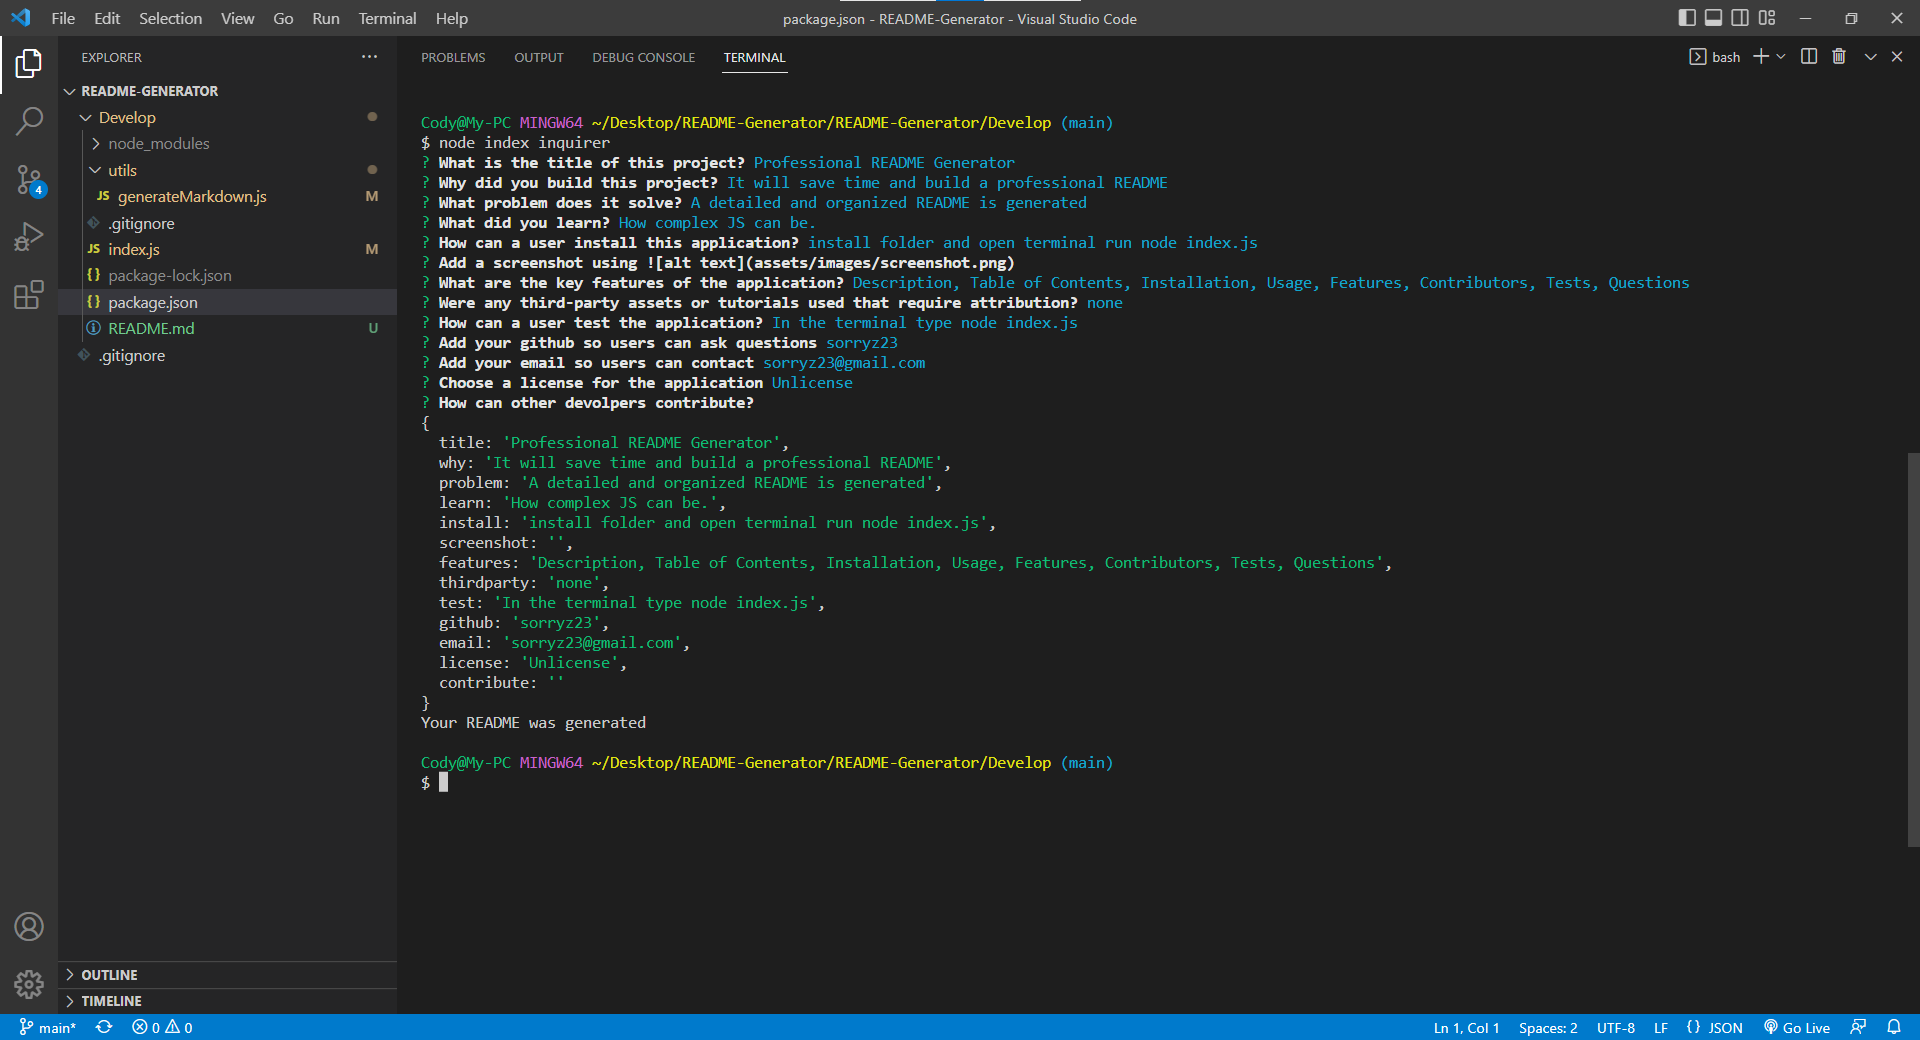 File Edit Selection View Go Run Terminal Help
package.json - README-Generator - Visual Studio Code
EXPLORER
README-GENERATOR
Develop
node_modules
utils
JS generateMarkdown.js M
.gitignore
JS index.js M
{} package-lock.json
{} package.json
README.md U
.gitignore
OUTLINE
TIMELINE
4
PROBLEMS OUTPUT DEBUG CONSOLE TERMINAL
bash
Cody@My-PC MINGW64 ~/Desktop/README-Generator/README-Generator/Develop (main)
$ node index inquirer
? What is the title of this project? Professional README Generator
? Why did you build this project? It will save time and build a professional README
? What problem does it solve? A detailed and organized README is generated
? What did you learn? How complex JS can be.
? How can a user install this application? install folder and open terminal run node index.js
? Add a screenshot using ![alt text](assets/images/screenshot.png)
? What are the key features of the application? Description, Table of Contents, Installation, Usage, Features, Contributors, Tests, Questions
? Were any third-party assets or tutorials used that require attribution? none
? How can a user test the application? In the terminal type node index.js
? Add your github so users can ask questions sorryz23
? Add your email so users can contact sorryz23@gmail.com
? Choose a license for the application Unlicense
? How can other devolpers contribute?
{
title: 'Professional README Generator',
why: 'It will save time and build a professional README',
problem: 'A detailed and organized README is generated',
learn: 'How complex JS can be.',
install: 'install folder and open terminal run node index.js',
screenshot: '',
features: 'Description, Table of Contents, Installation, Usage, Features, Contributors, Tests, Questions',
thirdparty: 'none',
test: 'In the terminal type node index.js',
github: 'sorryz23',
email: 'sorryz23@gmail.com',
license: 'Unlicense',
contribute: ''
}
Your README was generated
Cody@My-PC MINGW64 ~/Desktop/README-Generator/README-Generator/Develop (main)
$
main* 0 0
Ln 1, Col 1 Spaces: 2 UTF-8 LF {} JSON Go Live